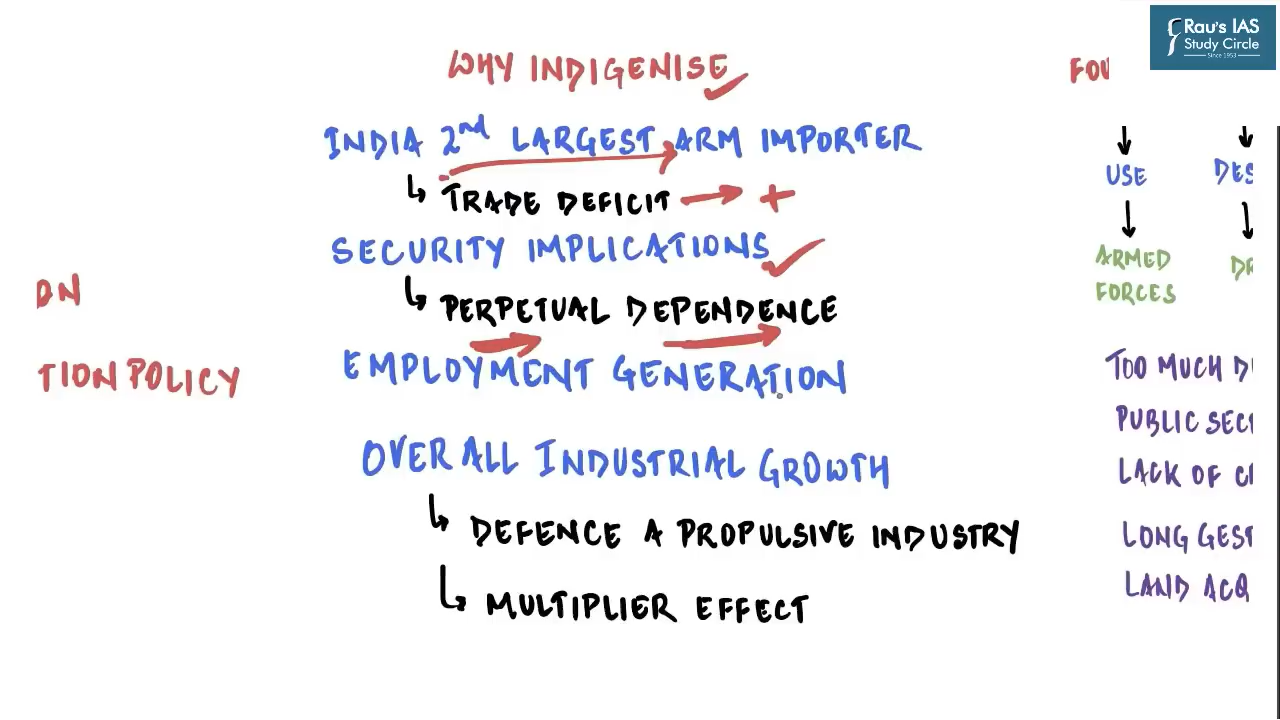 Rau's IAS
Study Circle
Since 1953
WHY INDIGENISE
INDIA 2nd LARGEST ARM IMPORTER
TRADE DEFICIT → +
SECURITY IMPLICATIONS
PERPETUAL DEPENDENCE
EMPLOYMENT GENERATION
OVERALL INDUSTRIAL GROWTH
DEFENCE A PROPULSIVE INDUSTRY
MULTIPLIER EFFECT
TION POLICY
USE
ARMED
FORCES
TOO MUCH
PUBLIC
LACK OF
LONG
LAND